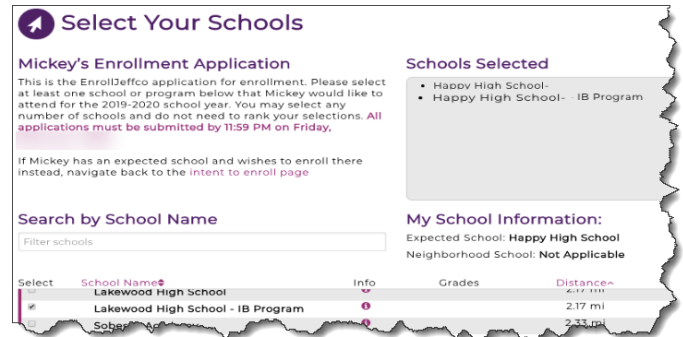 Select Your Schools
Mickey's Enrollment Application
This is the EnrollJeffco application for enrollment. Please select
at least one school or program below that Mickey would like to
attend for the 2019-2020 school year. You may select any
number of schools and do not need to rank your selections. All
applications must be submitted by 11:59 PM on Friday,
If Mickey has an expected school and wishes to enroll there
instead, navigate back to the intent to enroll page
Schools Selected
• Happy High School-
• Happy High School- - IB Program
Search by School Name
Filter schools
My School Information:
Expected School: Happy High School
Neighborhood School: Not Applicable
Select School Name Info Grades Distance
Lakewood High School 2.17 mi
Lakewood High School - IB Program 2.17 mi
2.33 mi